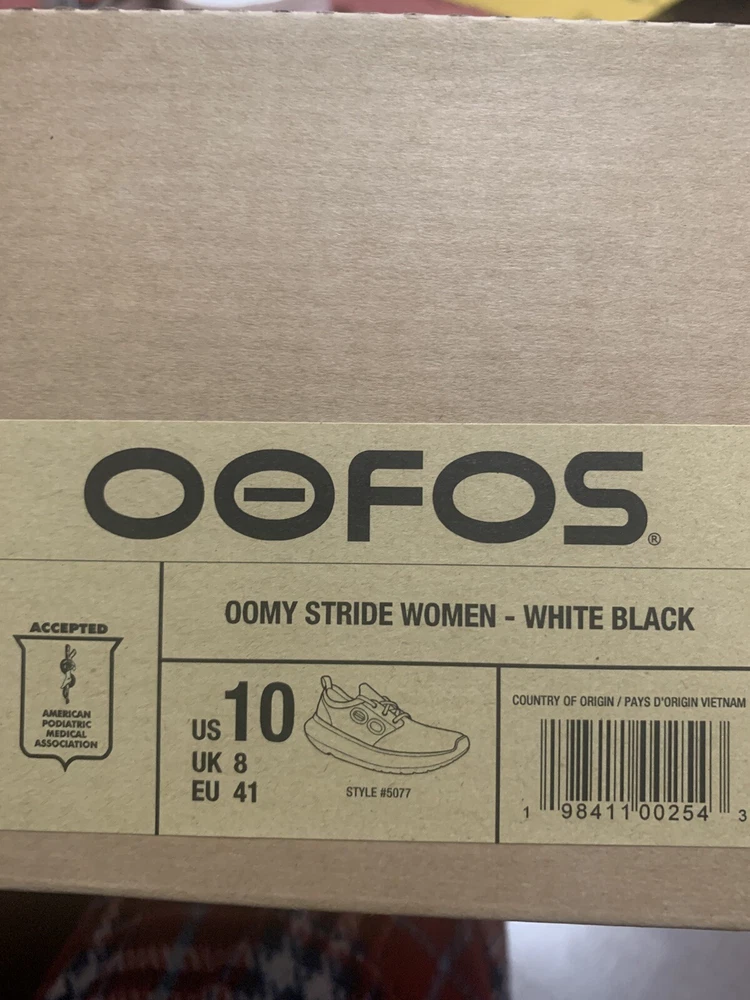 OOFOS®
OOMY STRIDE WOMEN - WHITE BLACK
ACCEPTED
AMERICAN
PODIATRIC
MEDICAL
ASSOCIATION
US 10
UK 8
EU 41
STYLE #5077
COUNTRY OF ORIGIN / PAYS D'ORIGIN VIETNAM
1 98411 00254 3